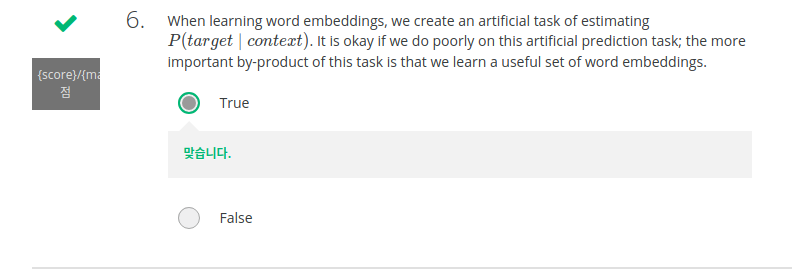 6. When learning word embeddings, we create an artificial task of estimating
P(target | context). It is okay if we do poorly on this artificial prediction task; the more
important by-product of this task is that we learn a useful set of word embeddings.
{score}/{ma
점
True
맞습니다.
False